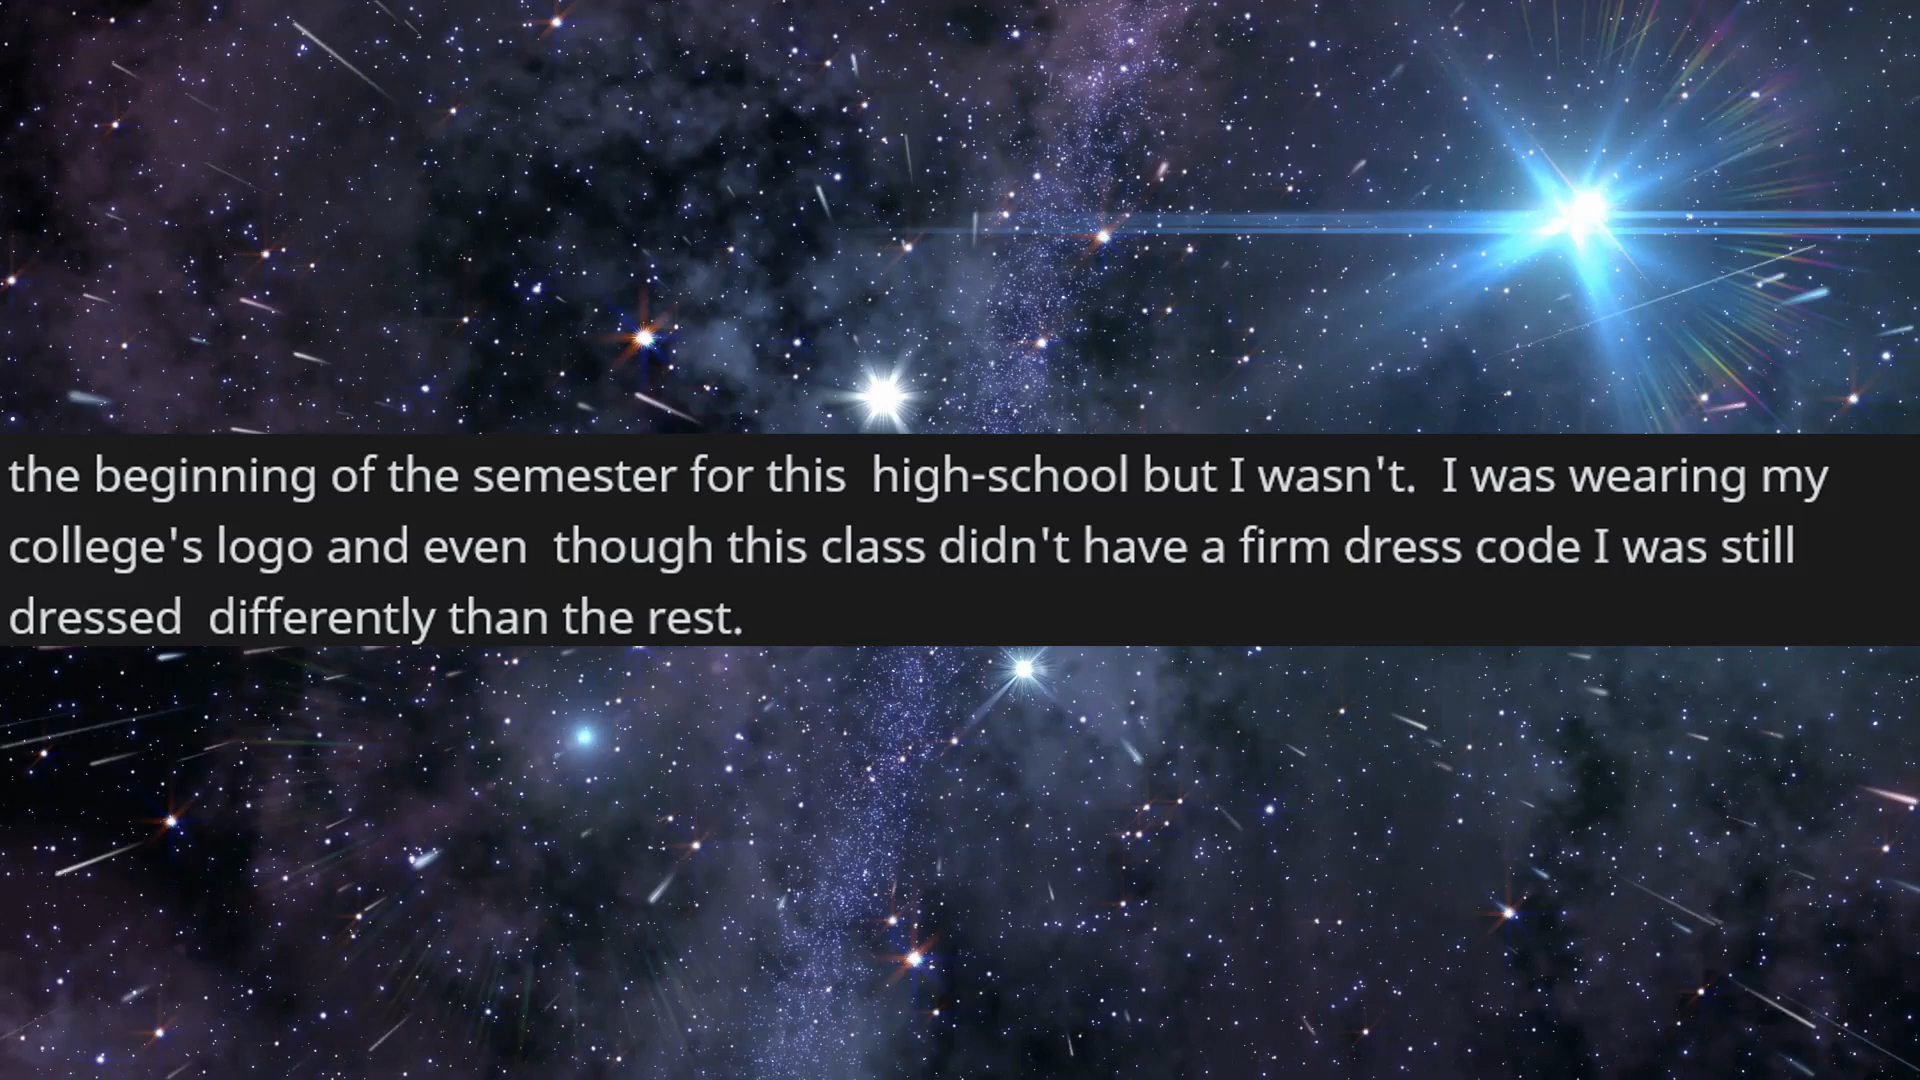 the beginning of the semester for this  high-school but I wasn't.  I was wearing my
college's logo and even  though this class didn't have a firm dress code I was still
dressed  differently than the rest.